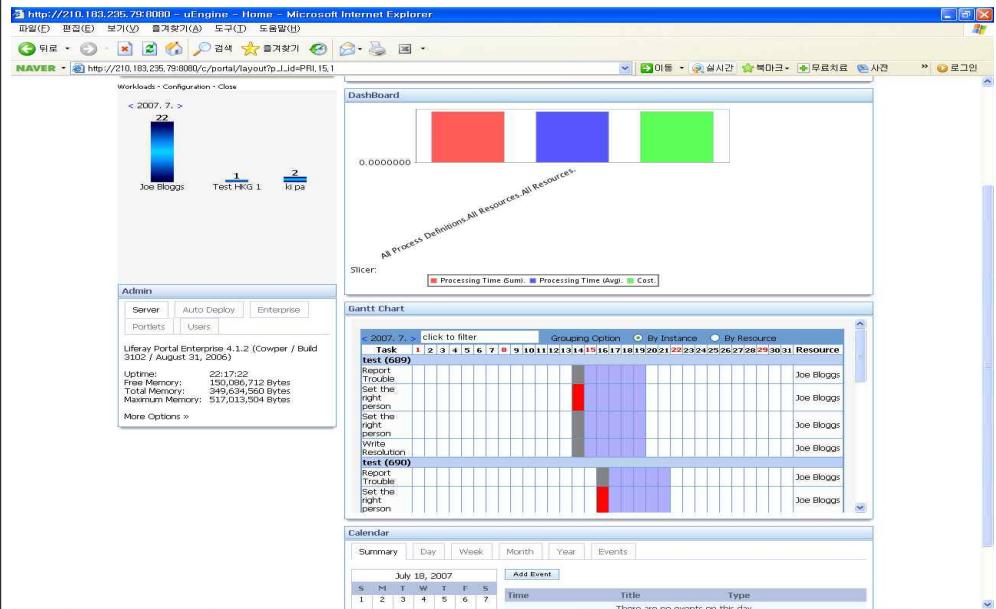 http://210.183.235.79:8080 - uEngine - Home - Microsoft Internet Explorer
파일(F) 편집(E) 보기(V) 즐겨찾기(A) 도구(T) 도움말(H)
뒤로 검색 즐겨찾기
NAVER http://210.183.235.79:8080/c/portal/layout?p_l_id=PRI.15.1 이동 실시간 북마크 무료치료 사전 » 로그인
Workloads - Configuration - Close
< 2007. 7. >
22
1
2
Joe Bloggs Test HKG 1 ki pa
DashBoard
0.0000000
All Process Definitions.All Resources.All Resources.
Slicer:
Processing Time (Sum). Processing Time (Avg). Cost.
Admin
Server Auto Deploy Enterprise
Portlets Users
Liferay Portal Enterprise 4.1.2 (Cowper / Build
3102 / August 31, 2006)
Uptime: 22:17:22
Free Memory: 150,086,712 Bytes
Total Memory: 349,634,560 Bytes
Maximum Memory: 517,013,504 Bytes
More Options »
Gantt Chart
< 2007. 7. > click to filter Grouping Option By Instance By Resource
Task 1 2 3 4 5 6 7 8 9 10 11 12 13 14 15 16 17 18 19 20 21 22 23 24 25 26 27 28 29 30 31 Resource
test (689)
Report
Trouble
Joe Bloggs
Set the
right
person
Joe Bloggs
Set the
right
person
Joe Bloggs
Write
Resolution
Joe Bloggs
test (690)
Report
Trouble
Joe Bloggs
Set the
right
person
Joe Bloggs
Calendar
Summary Day Week Month Year Events
July 18, 2007
S M T W T F S
1 2 3 4 5 6 7
Add Event
Time Title Type
There are no events on this day.